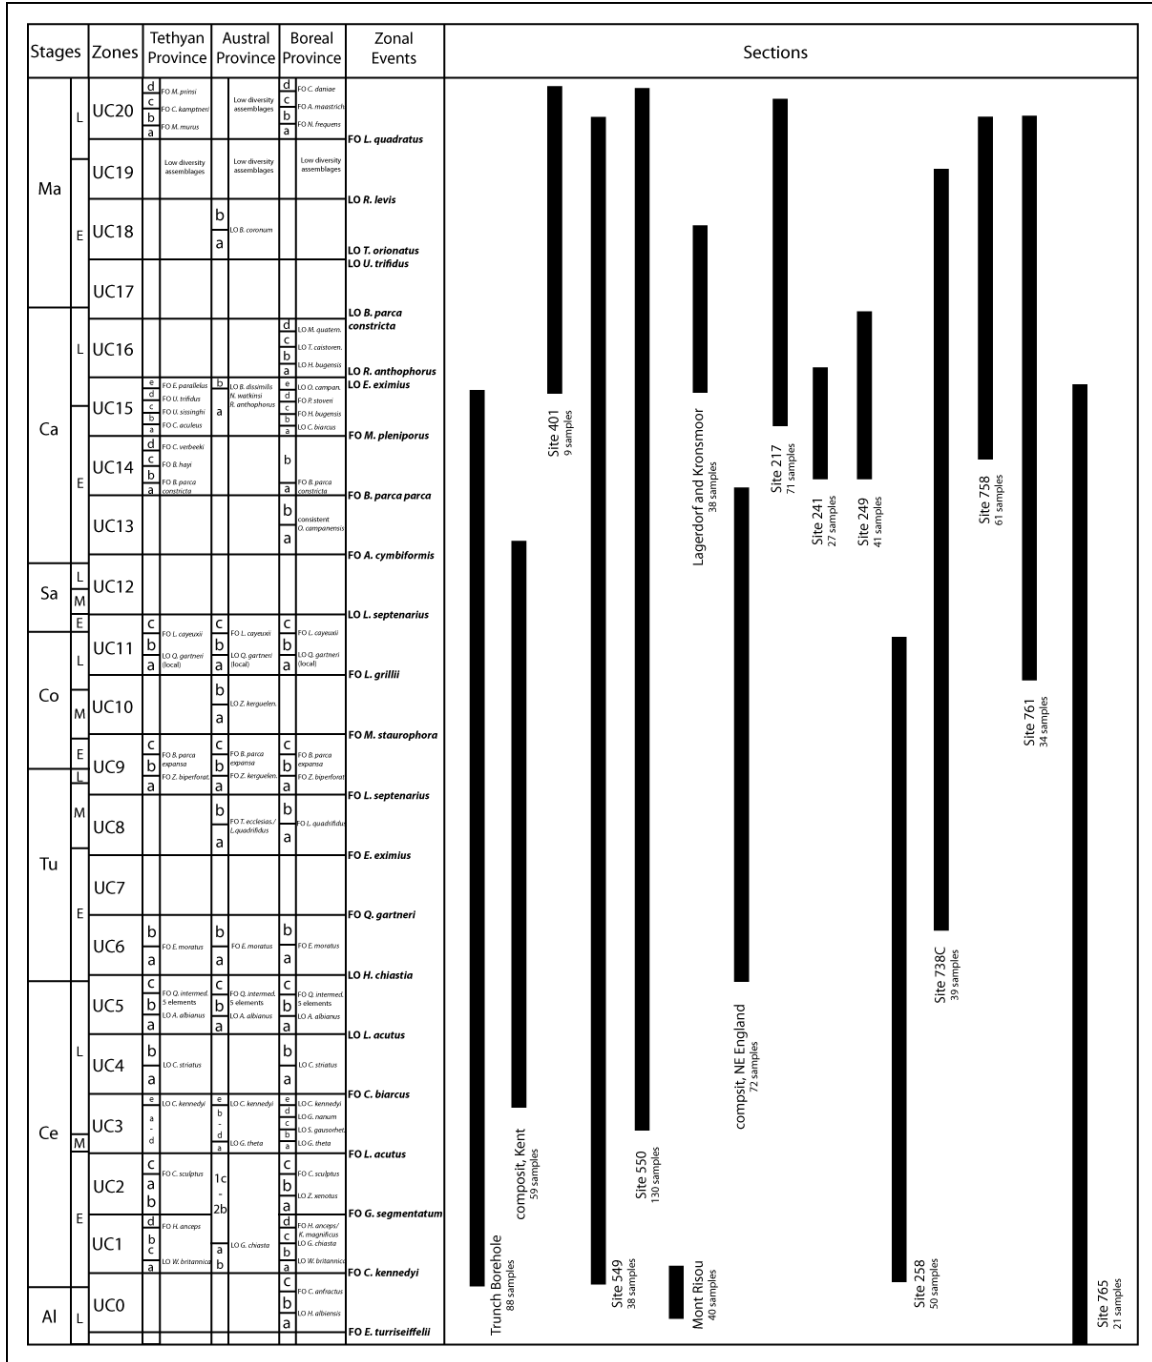 Stages
Zones
Tethyan
Province
Austral
Province
Boreal
Province
Zonal
Events
Sections
Ma
Ca
Sa
Co
Tu
Ce
Al
L
E
L
E
L
M
E
L
M
E
L
M
E
L
M
E
L
UC20
UC19
UC18
UC17
UC16
UC15
UC14
UC13
UC12
UC11
UC10
UC9
UC8
UC7
UC6
UC5
UC4
UC3
UC2
UC1
UC0
d
c
b
a
FO M. prinsi
FO C. kamptneri
FO M. murus
Low diversity
assemblages
e
d
c
b
a
FO E. parallelus
FO U. trifidus
FO U. sissinghi
FO C. aculeus
d
c
b
a
FO C. verbeeki
FO B. hayi
FO B. parca
constricta
c
b
a
FO L. cayeuxii
LO Q. gartneri
(local)
c
b
a
FO B. parca
expansa
FO Z. biperforat.
b
a
FO E. moratus
c
b
a
FO Q. intermed.
5 elements
LO A. albianus
b
a
LO C. striatus
e
a
-
d
LO C. kennedyi
c
a
b
FO C. sculptus
d
b
c
a
FO H. anceps
LO W. britannica
Low diversity
assemblages
Low diversity
assemblages
b
a
LO B. coronum
b
a
LO B. dissimilis
N. watkinsi
R. anthophorus
c
b
a
FO L. cayeuxii
LO Q. gartneri
(local)
b
a
LO Z. kerguelen.
c
b
a
FO B. parca
expansa
FO Z. kerguelen.
b
a
FO T. ecclesias./
L.quadrifidus
b
a
FO E. moratus
c
b
a
FO Q. intermed.
5 elements
LO A. albianus
e
b
-
d
a
LO C. kennedyi
LO G. theta
1c
-
2b
a
b
LO G. chiasta
d
c
b
a
FO C. daniae
FO A. maastrich
FO N. frequens
Low diversity
assemblages
d
c
b
a
LO M. quatern.
LO T. caistoren.
LO H. bugensis
e
d
c
b
a
LO O. campan.
FO P. stoveri
FO H. bugensis
LO C. biarcus
b
a
FO B. parca
constricta
b
a
consistent
O. campanensis
c
b
a
FO L. cayeuxii
LO Q. gartneri
(local)
c
b
a
FO B. parca
expansa
FO Z. biperforat.
b
a
FO L. quadrifidus
b
a
FO E. moratus
c
b
a
FO Q. intermed.
5 elements
LO A. albianus
b
a
LO C. striatus
e
d
c
b
a
LO C. kennedyi
LO G. nanum
LO S. gausorhet.
LO G. theta
c
b
a
FO C. sculptus
LO Z. xenotus
d
c
b
a
FO H. anceps/
K. magnificus
LO G. chiasta
LO W. britannica
c
b
a
FO C. anfractus
LO H. albiensis
FO L. quadratus
LO R. levis
LO T. orionatus
LO U. trifidus
LO B. parca
constricta
LO R. anthophorus
LO E. eximius
FO M. pleniporus
FO B. parca parca
FO A. cymbiformis
LO L. septenarius
FO L. grillii
FO M. staurophora
FO L. septenarius
FO E. eximius
FO Q. gartneri
LO H. chiastia
LO L. acutus
FO C. biarcus
FO L. acutus
FO G. segmentatum
FO C. kennedyi
FO E. turriseiffelii
Trunch Borehole
88 samples
composit, Kent
59 samples
Site 401
9 samples
Site 549
38 samples
Site 550
130 samples
Mont Risou
40 samples
Lagerdorf and Kronsmoor
38 samples
compsit, NE England
72 samples
Site 217
71 samples
Site 241
27 samples
Site 249
41 samples
Site 258
50 samples
Site 738C
39 samples
Site 758
61 samples
Site 761
34 samples
Site 765
21 samples